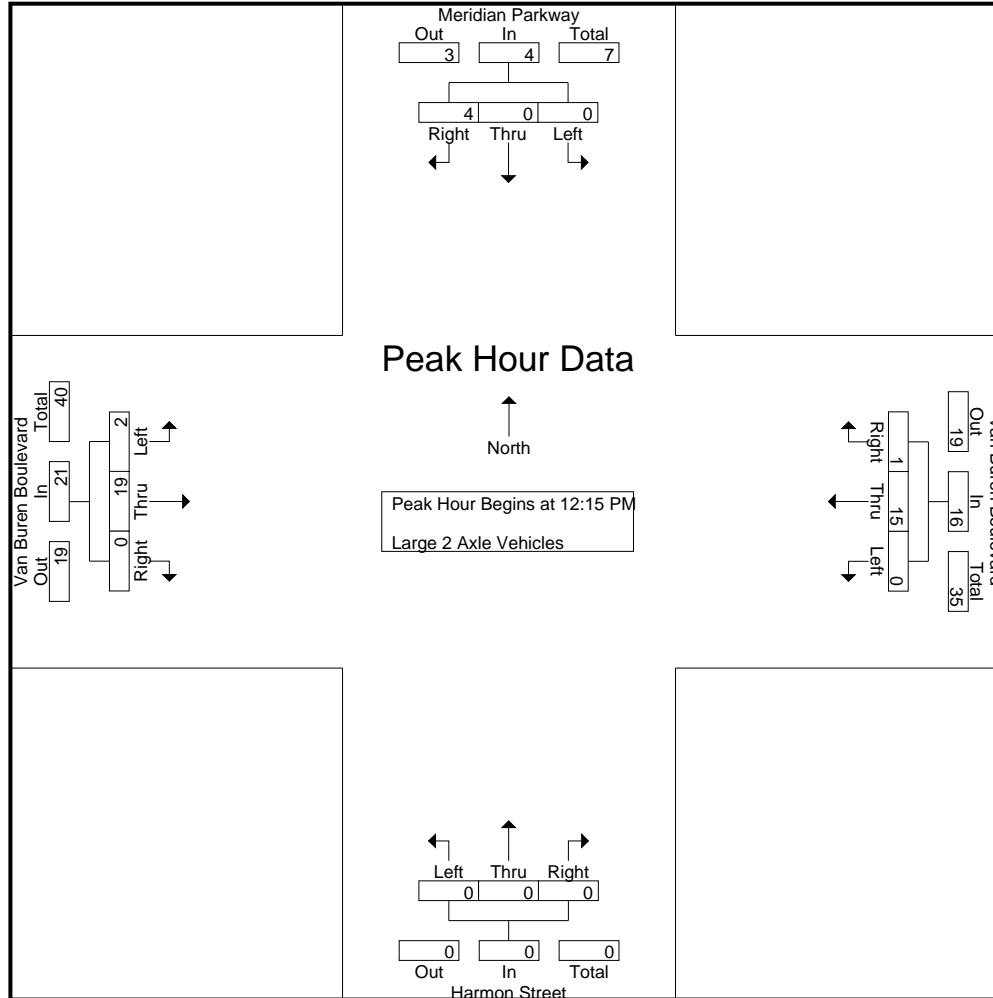 Meridian Parkway
Out In Total
3 4 7
4 0 0
Right Thru Left
Peak Hour Data
North
Peak Hour Begins at 12:15 PM
Large 2 Axle Vehicles
Van Buren Boulevard
Out In Total
19 21 40
Left Thru Right
2 19 0
Van Buren Boulevard
Out In Total
19 16 35
Right Thru Left
1 15 0
Left Thru Right
0 0 0
0 0 0
Out In Total
Harmon Street